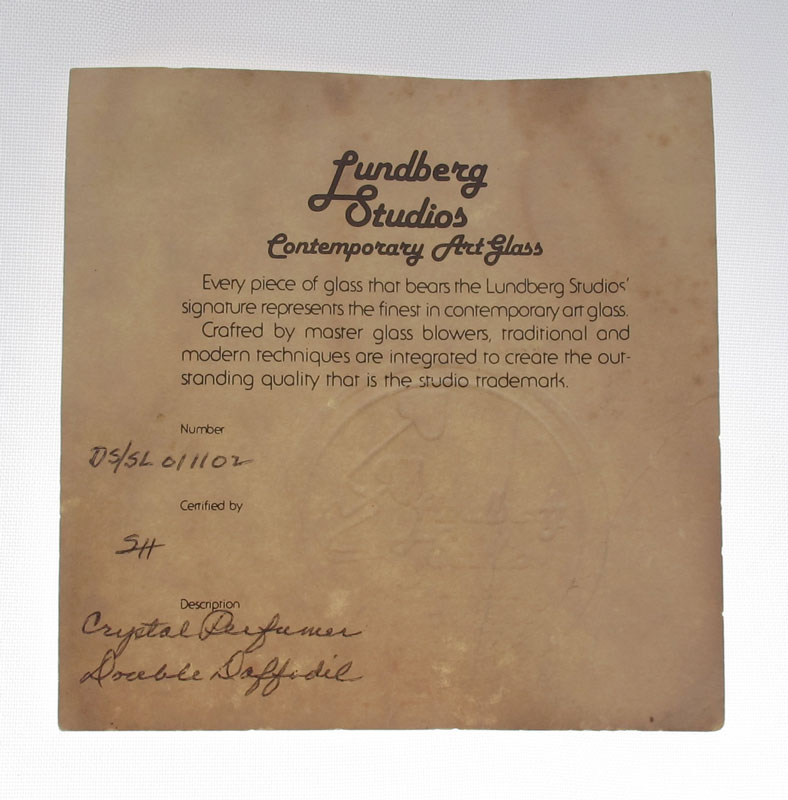 Lundberg
Studios
Contemporary Art Glass
Every piece of glass that bears the Lundberg Studios'
signature represents the finest in contemporary art glass.
Crafted by master glass blowers, traditional and
modern techniques are integrated to create the out-
standing quality that is the studio trademark.
Number
DS/SL 011102
Certified by
SH
Description
Crystal Perfumer
Double Daffodil